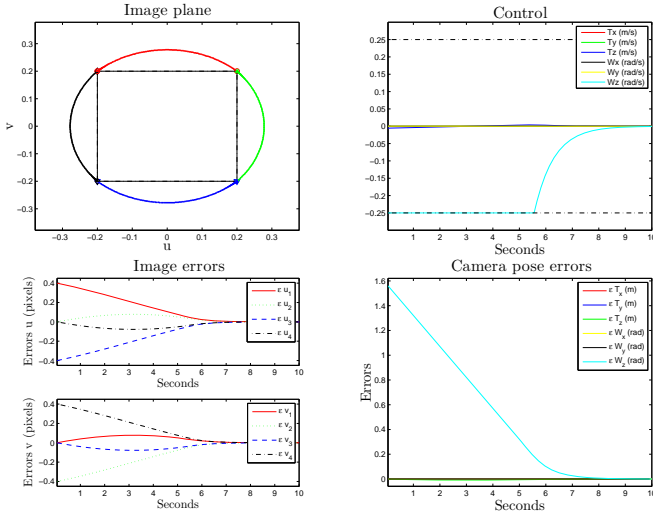 Image plane
v
0.3
0.2
0.1
0
−0.1
−0.2
−0.3
−0.3 −0.2 −0.1 0 0.1 0.2 0.3
u
Control
0.25
0.2
0.15
0.1
0.05
0
−0.05
−0.1
−0.15
−0.2
−0.25
1 2 3 4 5 6 7 8 9 10
Seconds
Tx (m/s)
Ty (m/s)
Tz (m/s)
Wx (rad/s)
Wy (rad/s)
Wz (rad/s)
Image errors
Errors u (pixels)
0.4
0.2
0
−0.2
−0.4
1 2 3 4 5 6 7 8 9 10
Seconds
ε u1
ε u2
ε u3
ε u4
Errors v (pixels)
0.4
0.2
0
−0.2
−0.4
1 2 3 4 5 6 7 8 9 10
Seconds
ε v1
ε v2
ε v3
ε v4
Camera pose errors
Errors
1.6
1.4
1.2
1
0.8
0.6
0.4
0.2
0
1 2 3 4 5 6 7 8 9 10
Seconds
ε Tx (m)
ε Ty (m)
ε Tz (m)
ε Wx (rad)
ε Wy (rad)
ε Wz (rad)